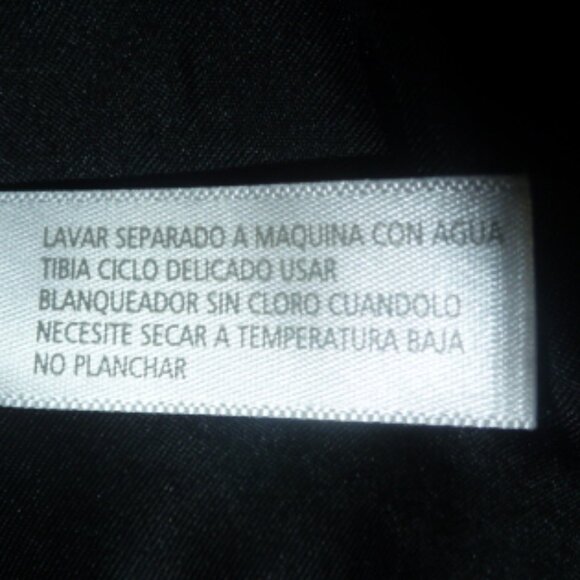 LAVAR SEPARADO A MAQUINA CON AGUA
TIBIA CICLO DELICADO USAR
BLANQUEADOR SIN CLORO CUANDOLO
NECESITE SECAR A TEMPERATURA BAJA
NO PLANCHAR